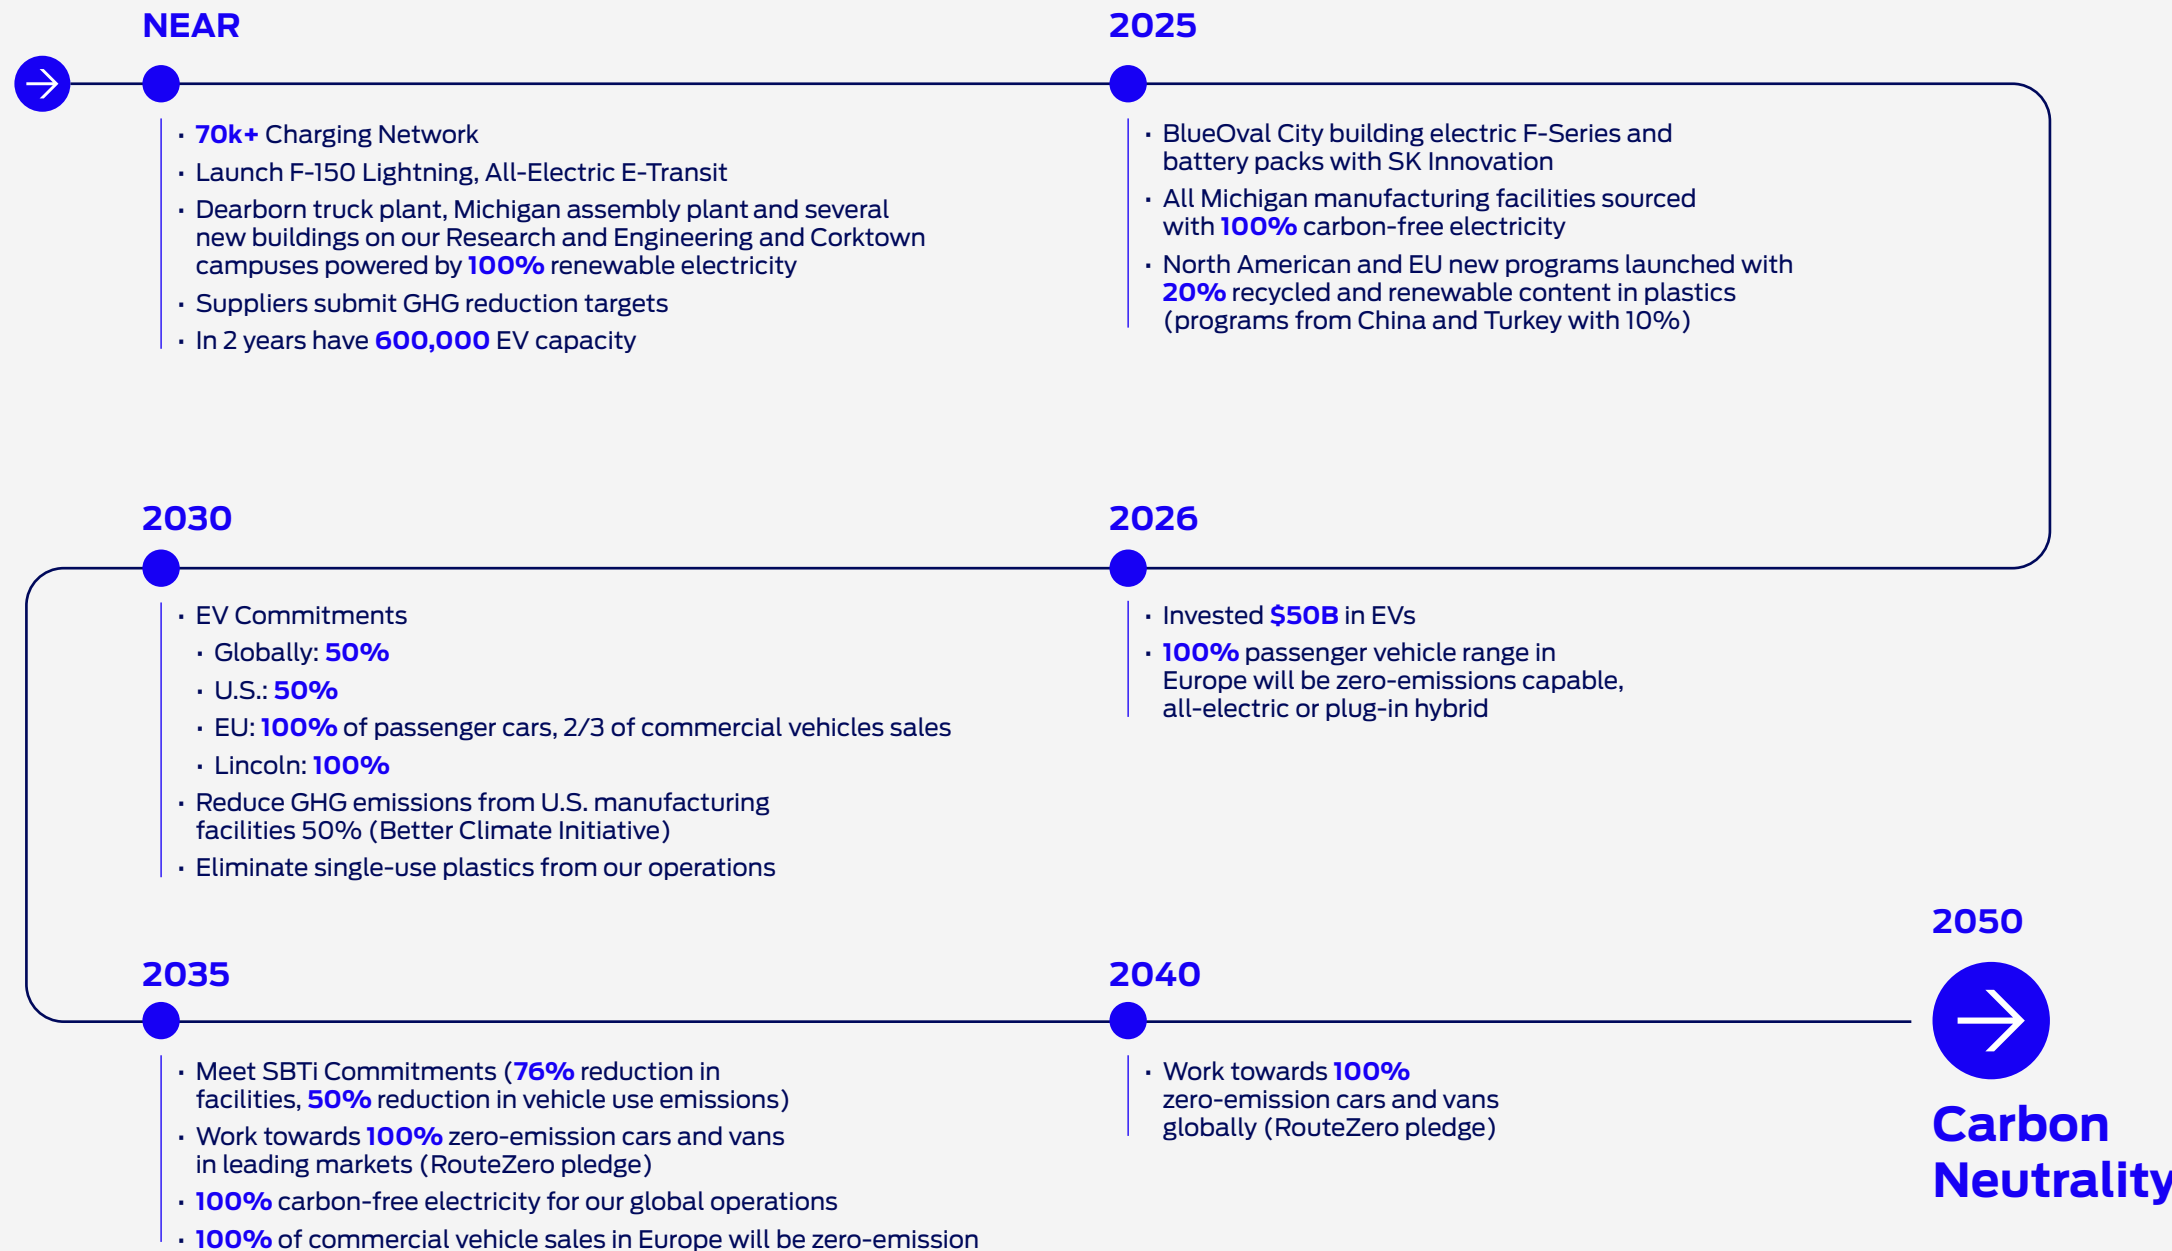 NEAR
· 70k+ Charging Network
· Launch F-150 Lightning, All-Electric E-Transit
· Dearborn truck plant, Michigan assembly plant and several
new buildings on our Research and Engineering and Corktown
campuses powered by 100% renewable electricity
· Suppliers submit GHG reduction targets
· In 2 years have 600,000 EV capacity
2025
· BlueOval City building electric F-Series and
battery packs with SK Innovation
· All Michigan manufacturing facilities sourced
with 100% carbon-free electricity
· North American and EU new programs launched with
20% recycled and renewable content in plastics
(programs from China and Turkey with 10%)
2026
· Invested $50B in EVs
· 100% passenger vehicle range in
Europe will be zero-emissions capable,
all-electric or plug-in hybrid
2030
· EV Commitments
· Globally: 50%
· U.S.: 50%
· EU: 100% of passenger cars, 2/3 of commercial vehicles sales
· Lincoln: 100%
· Reduce GHG emissions from U.S. manufacturing
facilities 50% (Better Climate Initiative)
· Eliminate single-use plastics from our operations
2035
· Meet SBTi Commitments (76% reduction in
facilities, 50% reduction in vehicle use emissions)
· Work towards 100% zero-emission cars and vans
in leading markets (RouteZero pledge)
· 100% carbon-free electricity for our global operations
· 100% of commercial vehicle sales in Europe will be zero-emission
2040
· Work towards 100%
zero-emission cars and vans
globally (RouteZero pledge)
2050
Carbon
Neutrality